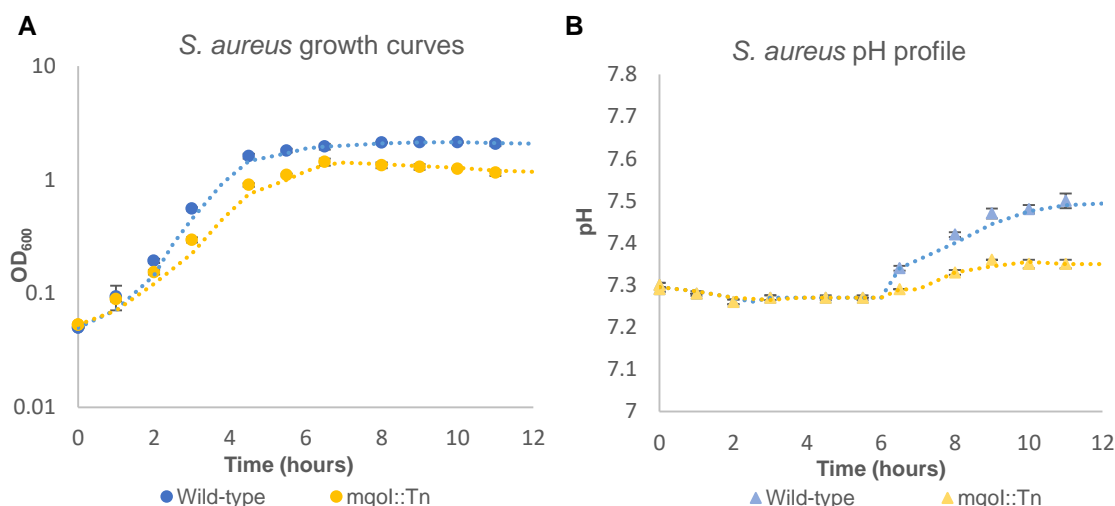 A
S. aureus growth curves
10
1
0.1
0.01
OD600
0 2 4 6 8 10 12
Time (hours)
Wild-type mqoI::Tn
B
S. aureus pH profile
7.8
7.7
7.6
7.5
7.4
7.3
7.2
7.1
7
pH
0 2 4 6 8 10 12
Time (hours)
Wild-type mqoI::Tn